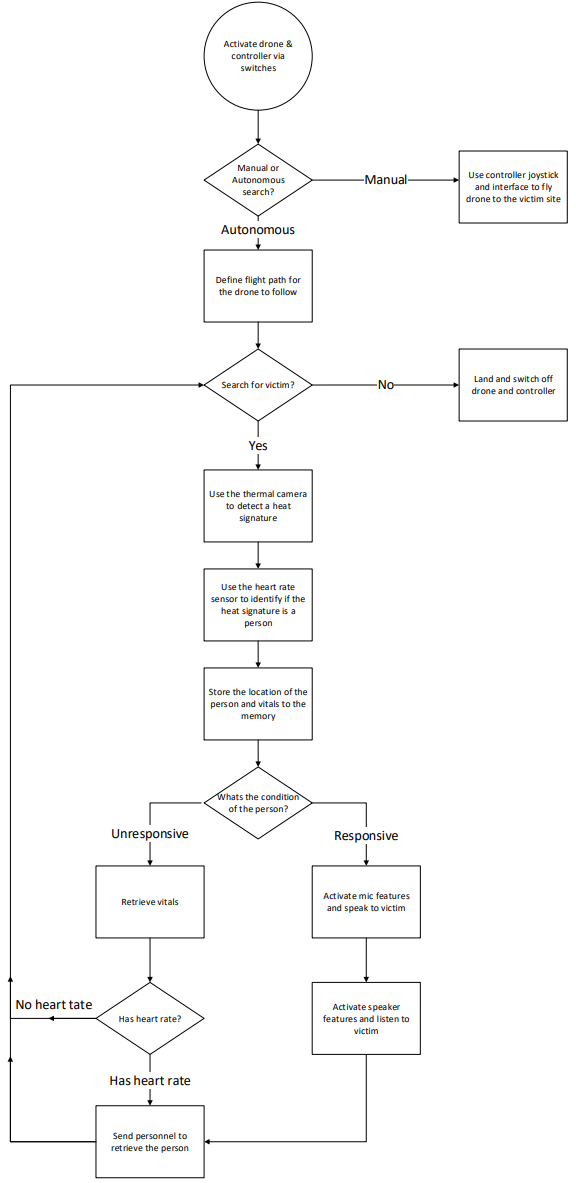 Activate drone &
controller via
switches
Manual or
Autonomous
search?
Manual
Use controller joystick
and interface to fly
drone to the victim site
Autonomous
Define flight path for
the drone to follow
Search for victim?
No
Land and switch off
drone and controller
Yes
Use the thermal camera
to detect a heat
signature
Use the heart rate
sensor to identify if the
heat signature is a
person
Store the location of the
person and vitals to the
memory
Whats the condition
of the person?
Unresponsive
Responsive
Retrieve vitals
Activate mic features
and speak to victim
No heart tate
Has heart rate?
Activate speaker
features and listen to
victim
Has heart rate
Send personnel to
retrieve the person